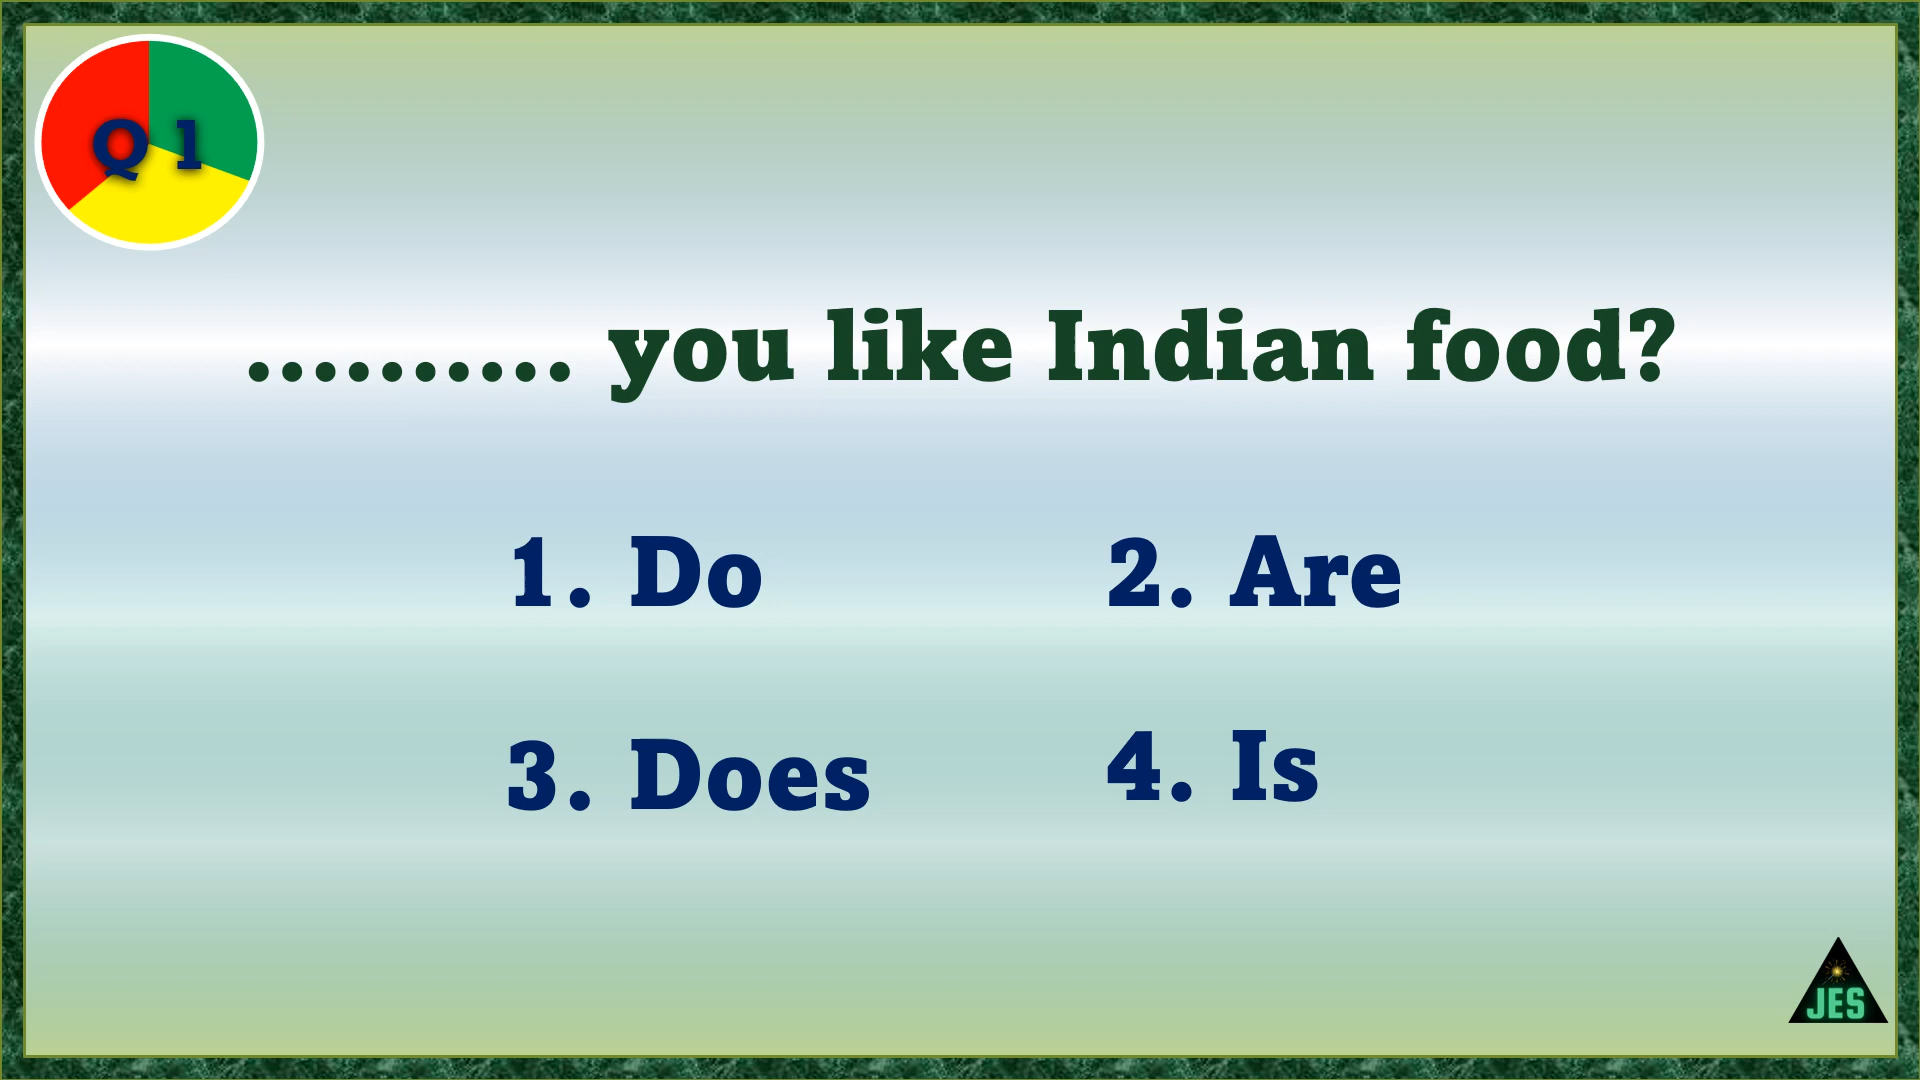 Q 1
.......... you like Indian food?
1. Do
2. Are
3. Does
4. Is
JES